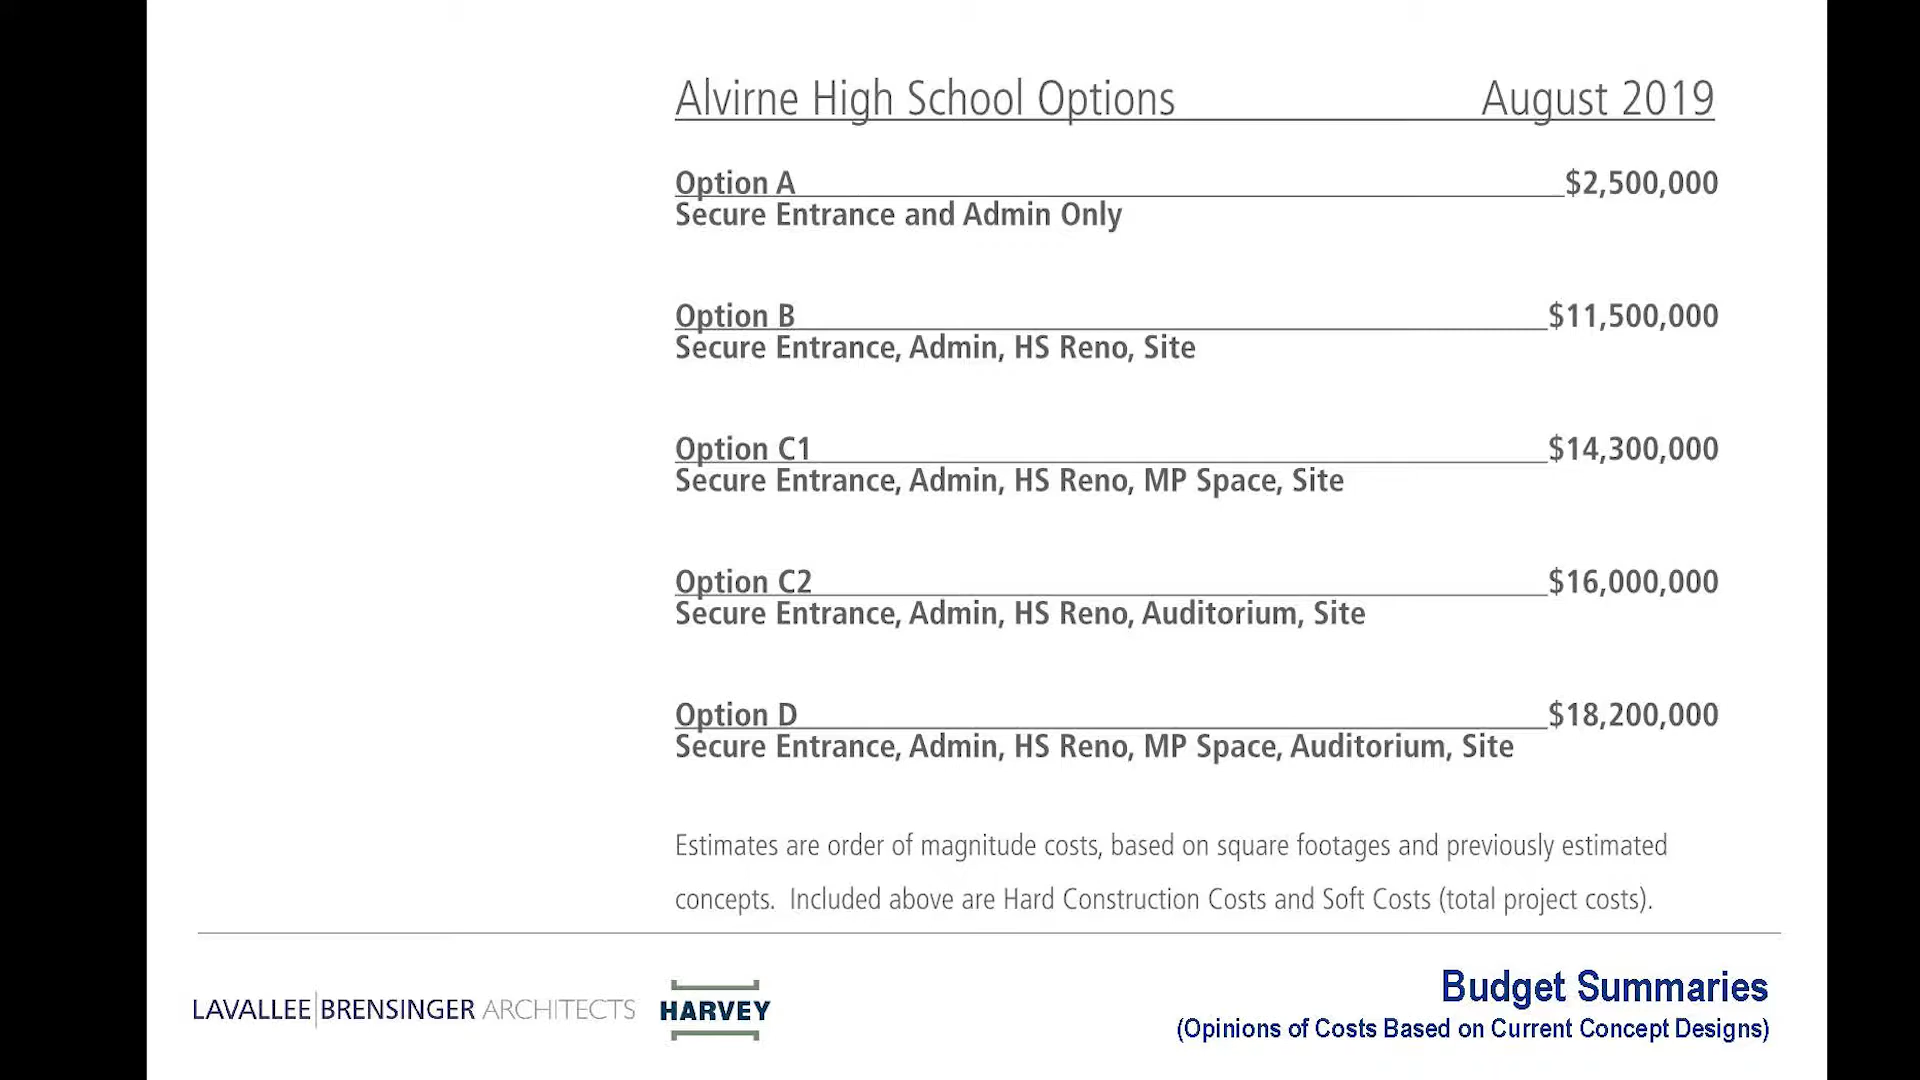 Alvirne High School Options August 2019
Option A $2,500,000
Secure Entrance and Admin Only
Option B $11,500,000
Secure Entrance, Admin, HS Reno, Site
Option C1 $14,300,000
Secure Entrance, Admin, HS Reno, MP Space, Site
Option C2 $16,000,000
Secure Entrance, Admin, HS Reno, Auditorium, Site
Option D $18,200,000
Secure Entrance, Admin, HS Reno, MP Space, Auditorium, Site
Estimates are order of magnitude costs, based on square footages and previously estimated
concepts. Included above are Hard Construction Costs and Soft Costs (total project costs).
LAVALLEE|BRENSINGER ARCHITECTS
HARVEY
Budget Summaries
(Opinions of Costs Based on Current Concept Designs)